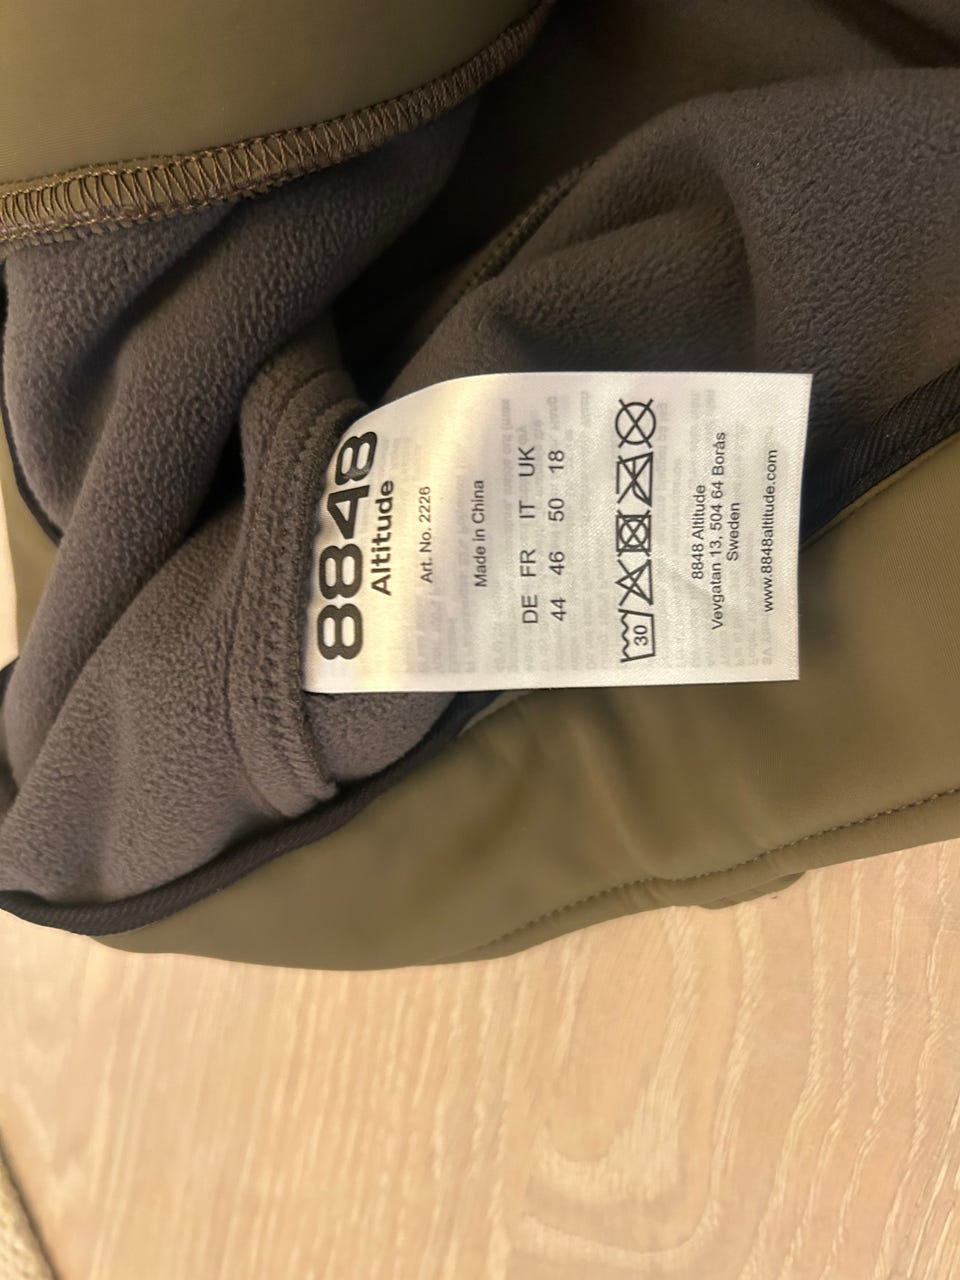 8848
Altitude
Art. No. 2226
Made in China
DE FR IT UK
44 46 50 18
30
8848 Altitude
Vevgatan 13, 504 64 Borås
Sweden
www.8848altitude.com